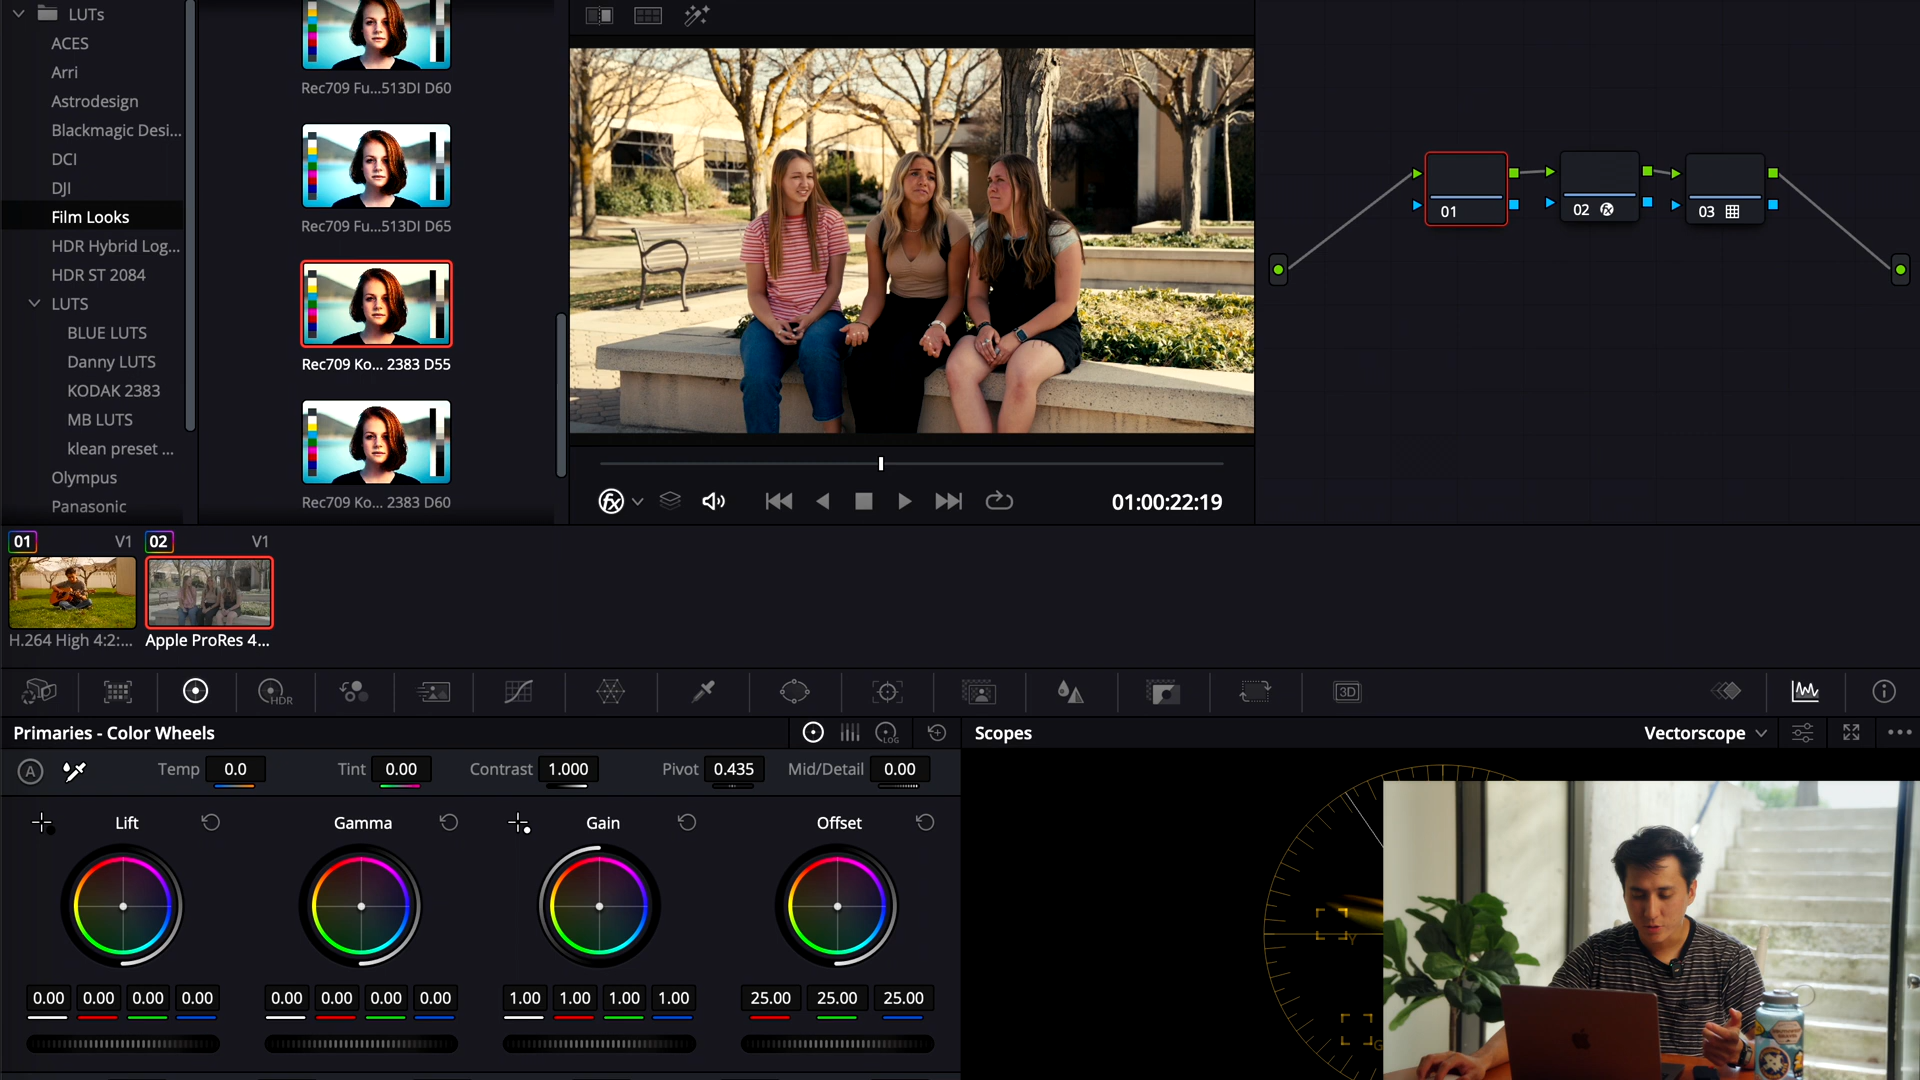 LUTs
ACES
Arri
Astrodesign
Blackmagic Desi...
DCI
DJI
Film Looks
HDR Hybrid Log...
HDR ST 2084
LUTS
BLUE LUTS
Danny LUTS
KODAK 2383
MB LUTS
klean preset ...
Olympus
Panasonic
Rec709 Fu...513DI D60
Rec709 Fu...513DI D65
Rec709 Ko... 2383 D55
Rec709 Ko... 2383 D60
fx
01:00:22:19
01
02
03
01 V1
02 V1
H.264 High 4:2:...
Apple ProRes 4...
HDR
3D
Primaries - Color Wheels
LOG
Scopes
Vectorscope
A
Temp 0.0
Tint 0.00
Contrast 1.000
Pivot 0.435
Mid/Detail 0.00
Lift
Gamma
Gain
Offset
0.00 0.00 0.00 0.00
0.00 0.00 0.00 0.00
1.00 1.00 1.00 1.00
25.00 25.00 25.00
Y
G